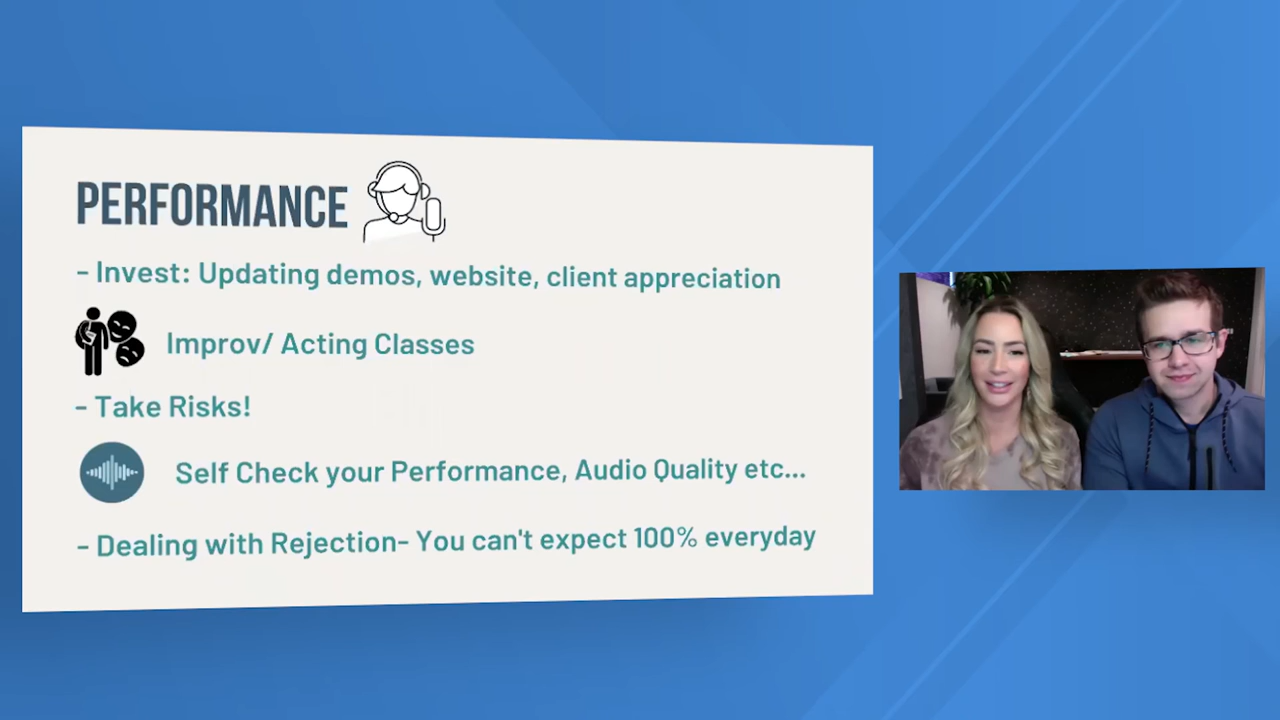 PERFORMANCE
- Invest: Updating demos, website, client appreciation
Improv/ Acting Classes
- Take Risks!
Self Check your Performance, Audio Quality etc...
- Dealing with Rejection- You can't expect 100% everyday